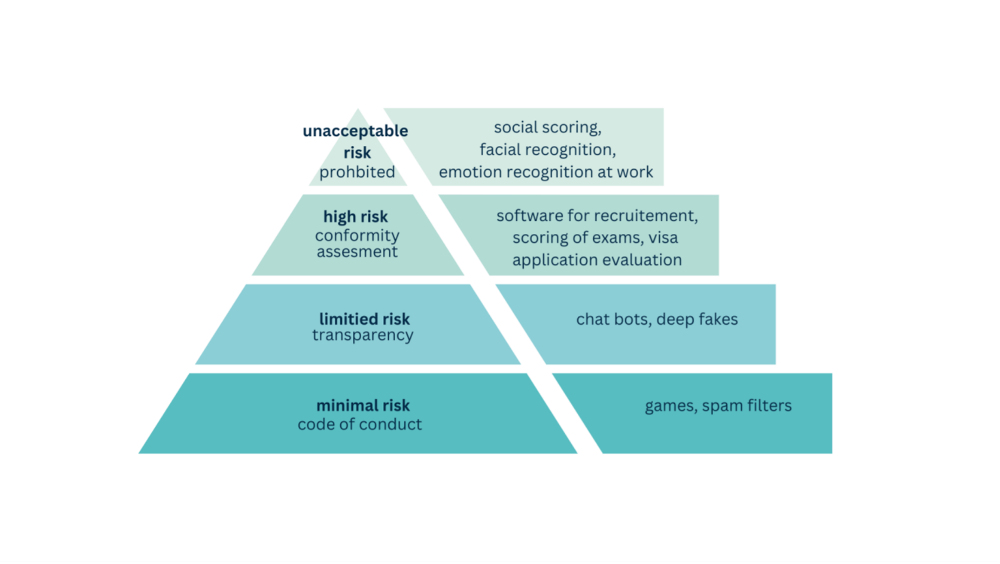 unacceptable
risk
prohbited
social scoring,
facial recognition,
emotion recognition at work
high risk
conformity
assesment
software for recruitement,
scoring of exams, visa
application evaluation
limitied risk
transparency
chat bots, deep fakes
minimal risk
code of conduct
games, spam filters